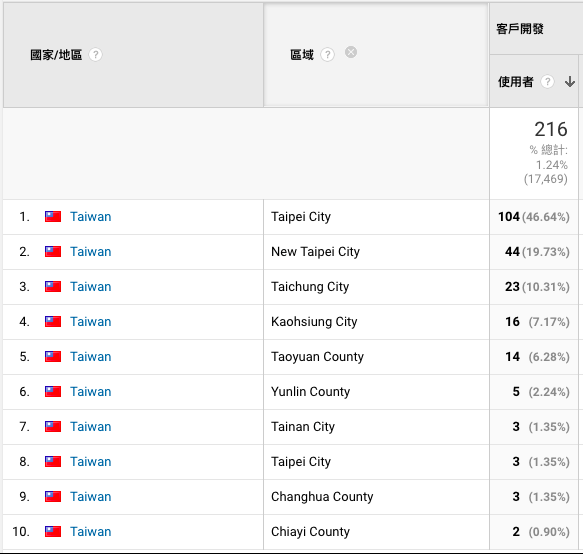 國家/地區 ?
區域 ?
客戶開發
使用者 ?
216
% 總計:
1.24%
(17,469)
1. Taiwan Taipei City 104 (46.64%)
2. Taiwan New Taipei City 44 (19.73%)
3. Taiwan Taichung City 23 (10.31%)
4. Taiwan Kaohsiung City 16 (7.17%)
5. Taiwan Taoyuan County 14 (6.28%)
6. Taiwan Yunlin County 5 (2.24%)
7. Taiwan Tainan City 3 (1.35%)
8. Taiwan Taipei City 3 (1.35%)
9. Taiwan Changhua County 3 (1.35%)
10. Taiwan Chiayi County 2 (0.90%)